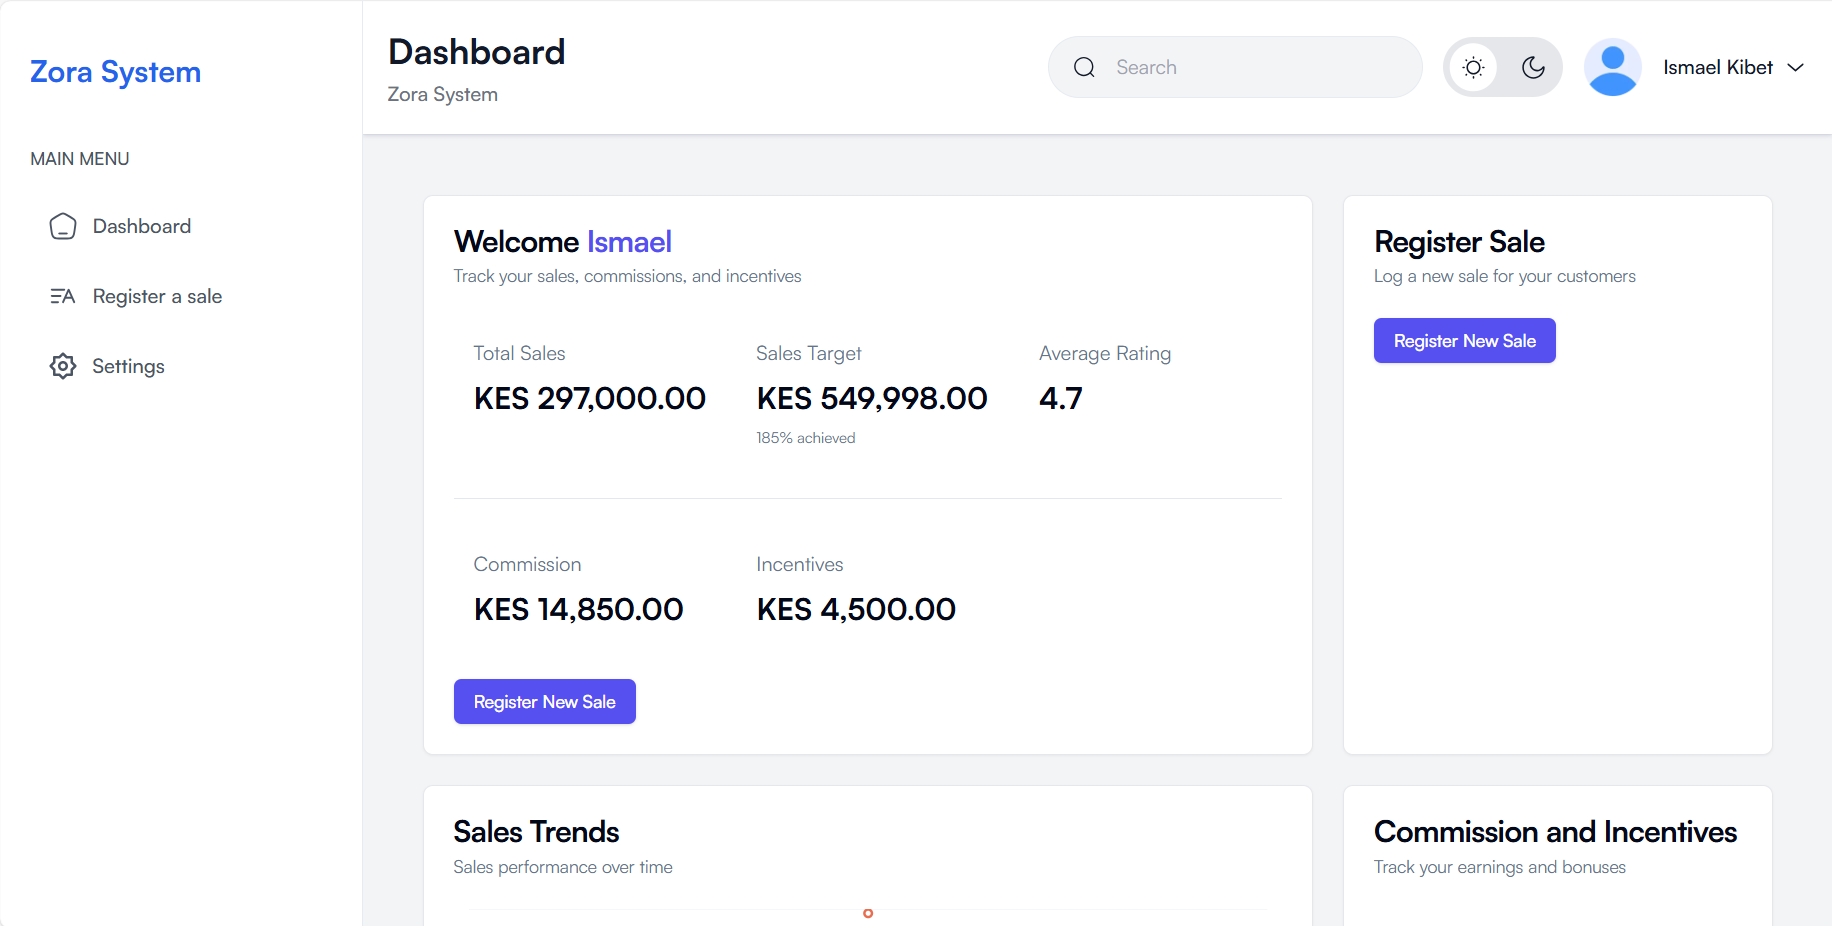 Zora System
MAIN MENU
Dashboard
Register a sale
Settings
Dashboard
Zora System
Search
Ismael Kibet
Welcome Ismael
Track your sales, commissions, and incentives
Total Sales
KES 297,000.00
Sales Target
KES 549,998.00
185% achieved
Average Rating
4.7
Commission
KES 14,850.00
Incentives
KES 4,500.00
Register New Sale
Register Sale
Log a new sale for your customers
Register New Sale
Sales Trends
Sales performance over time
Commission and Incentives
Track your earnings and bonuses